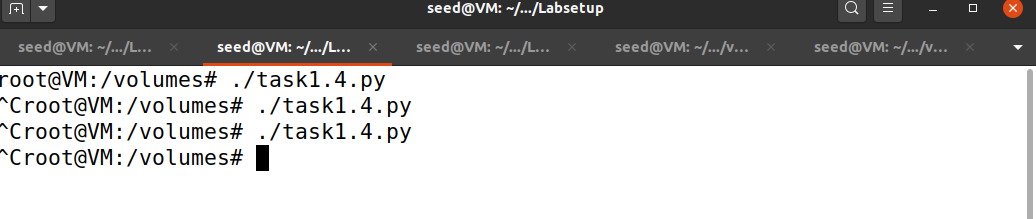 seed@VM: ~/.../Labsetup
seed@VM: ~/.../L...
seed@VM: ~/.../L...
seed@VM: ~/.../L...
seed@VM: ~/.../v...
seed@VM: ~/.../v...
root@VM:/volumes# ./task1.4.py
^Croot@VM:/volumes# ./task1.4.py
^Croot@VM:/volumes# ./task1.4.py
^Croot@VM:/volumes#